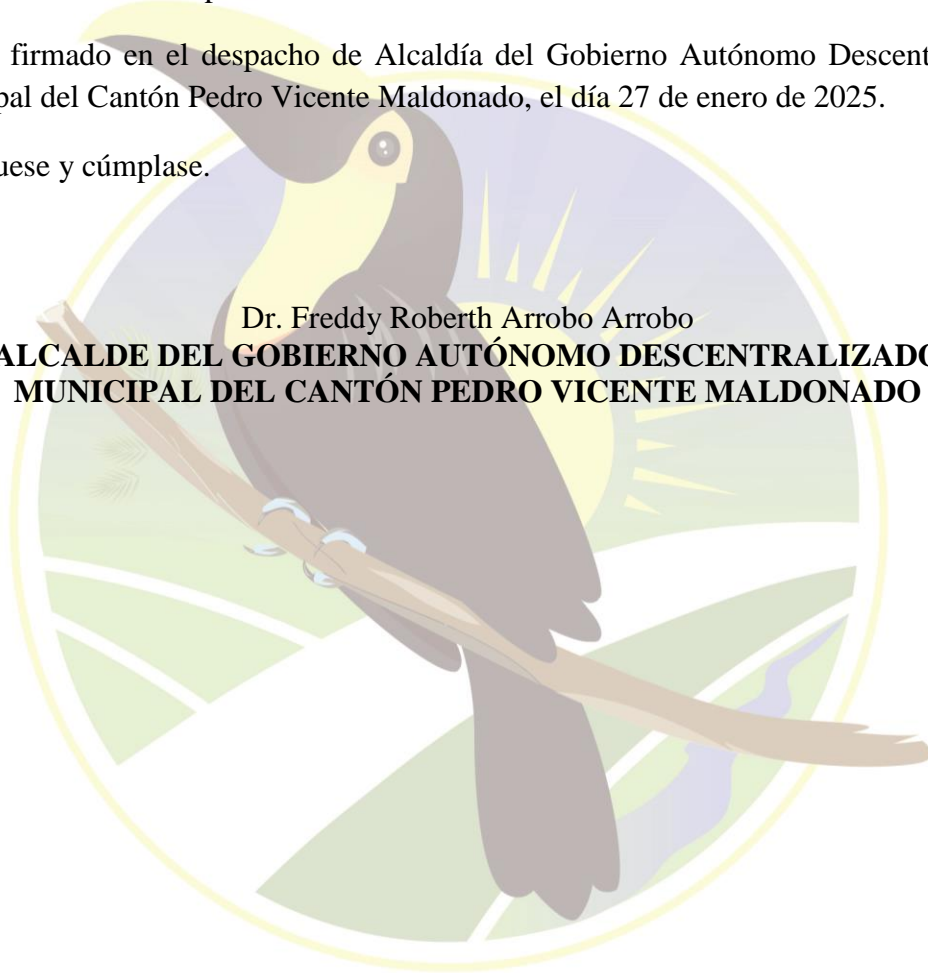 firmado en el despacho de Alcaldía del Gobierno Autónomo Descent
pal del Cantón Pedro Vicente Maldonado, el día 27 de enero de 2025.
uese y cúmplase.
Dr. Freddy Roberth Arrobo Arrobo
ALCALDE DEL GOBIERNO AUTÓNOMO DESCENTRALIZADO
MUNICIPAL DEL CANTÓN PEDRO VICENTE MALDONADO